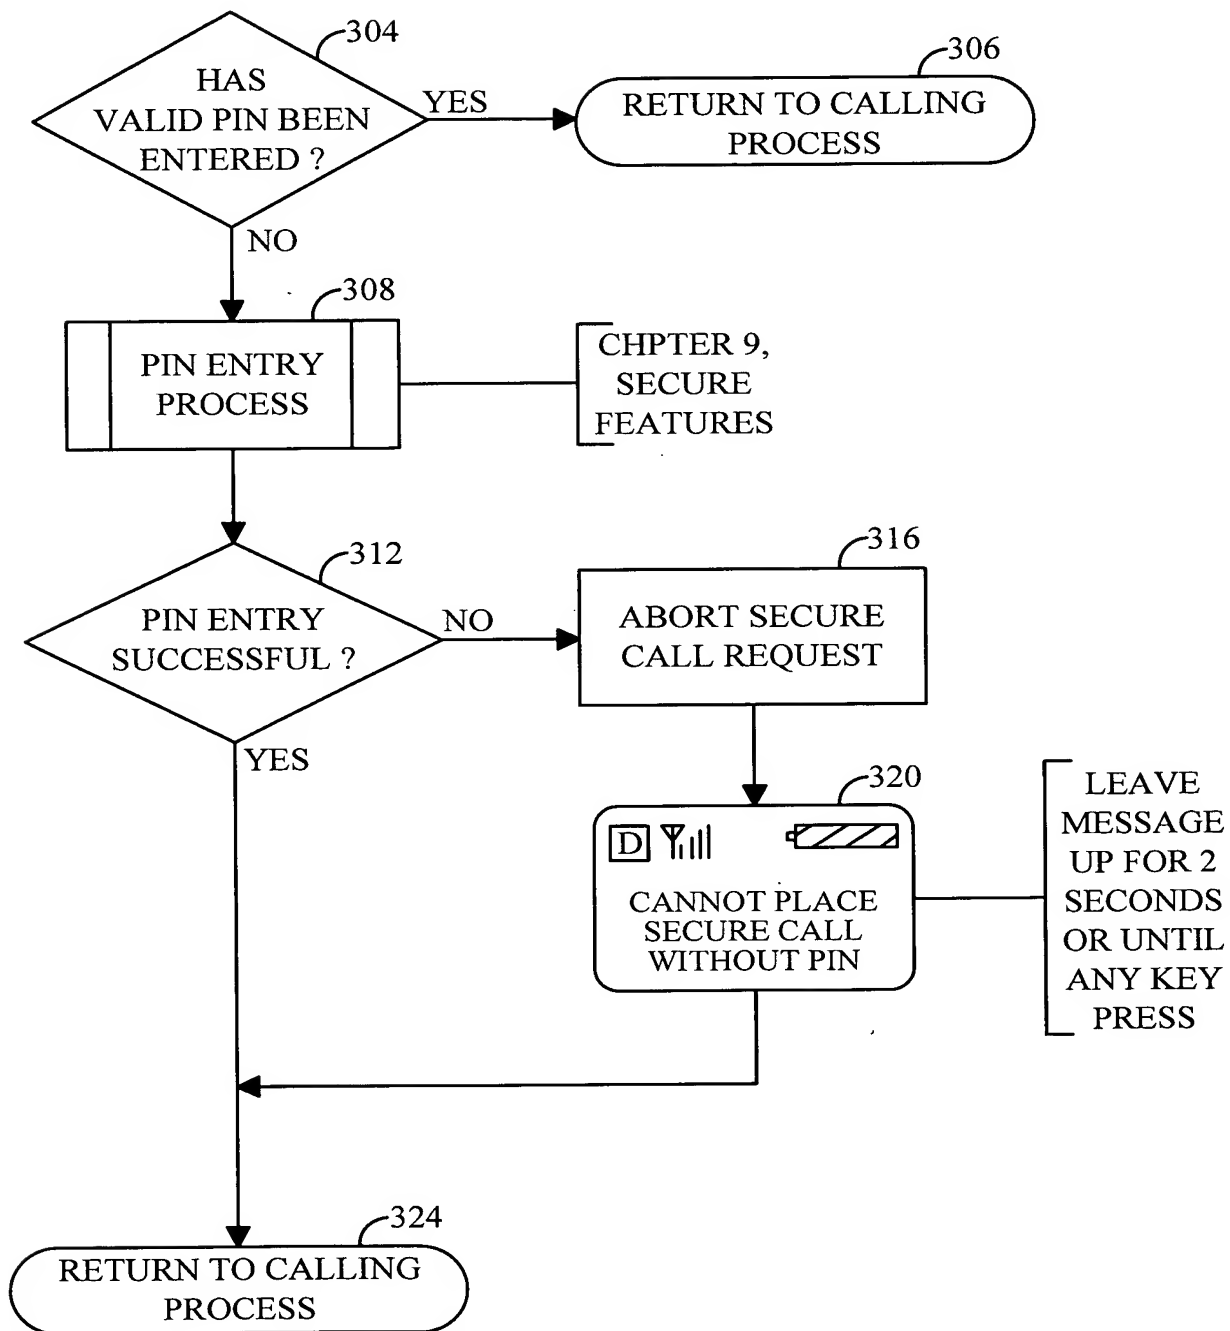 304
HAS
VALID PIN BEEN
ENTERED ?
YES
306
RETURN TO CALLING
PROCESS
NO
308
PIN ENTRY
PROCESS
CHPTER 9,
SECURE
FEATURES
312
PIN ENTRY
SUCCESSFUL ?
NO
316
ABORT SECURE
CALL REQUEST
YES
320
D
CANNOT PLACE
SECURE CALL
WITHOUT PIN
LEAVE
MESSAGE
UP FOR 2
SECONDS
OR UNTIL
ANY KEY
PRESS
324
RETURN TO CALLING
PROCESS